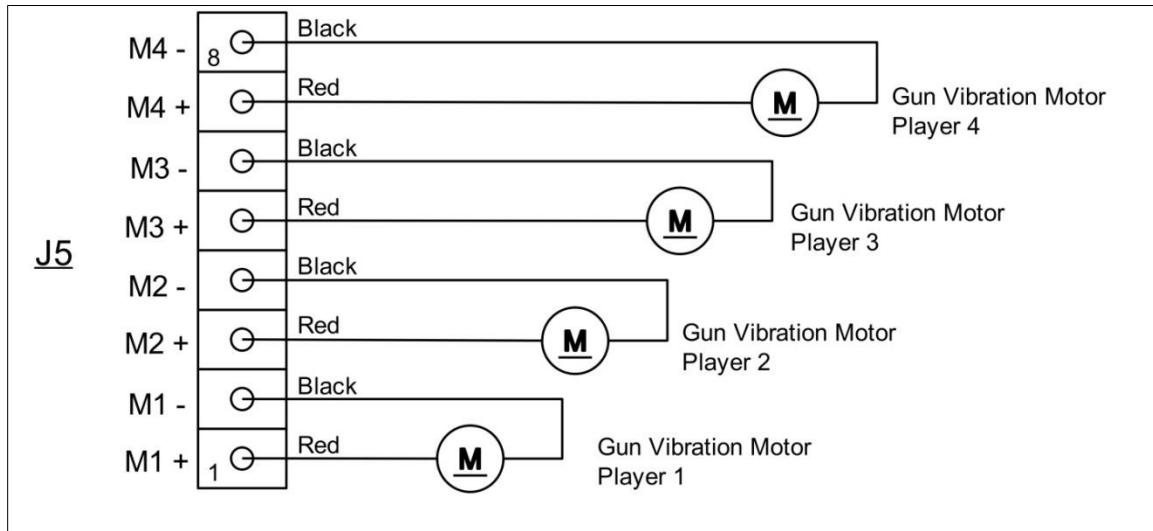 M4 -
8
Black
M4 +
Red
M
Gun Vibration Motor
Player 4
M3 -
Black
M3 +
Red
M
Gun Vibration Motor
Player 3
J5
M2 -
Black
M2 +
Red
M
Gun Vibration Motor
Player 2
M1 -
Black
M1 +
1
Red
M
Gun Vibration Motor
Player 1